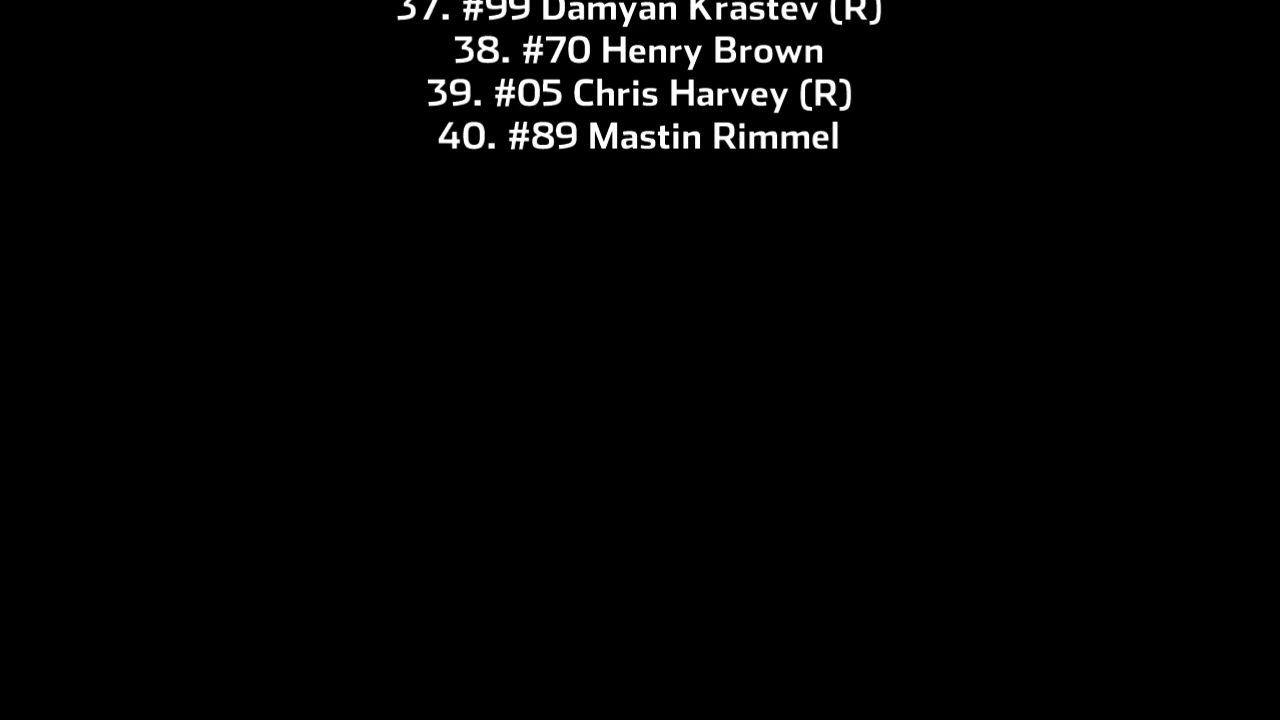 37. #99 Damyan Krastev (R)
38. #70 Henry Brown
39. #05 Chris Harvey (R)
40. #89 Mastin Rimmel